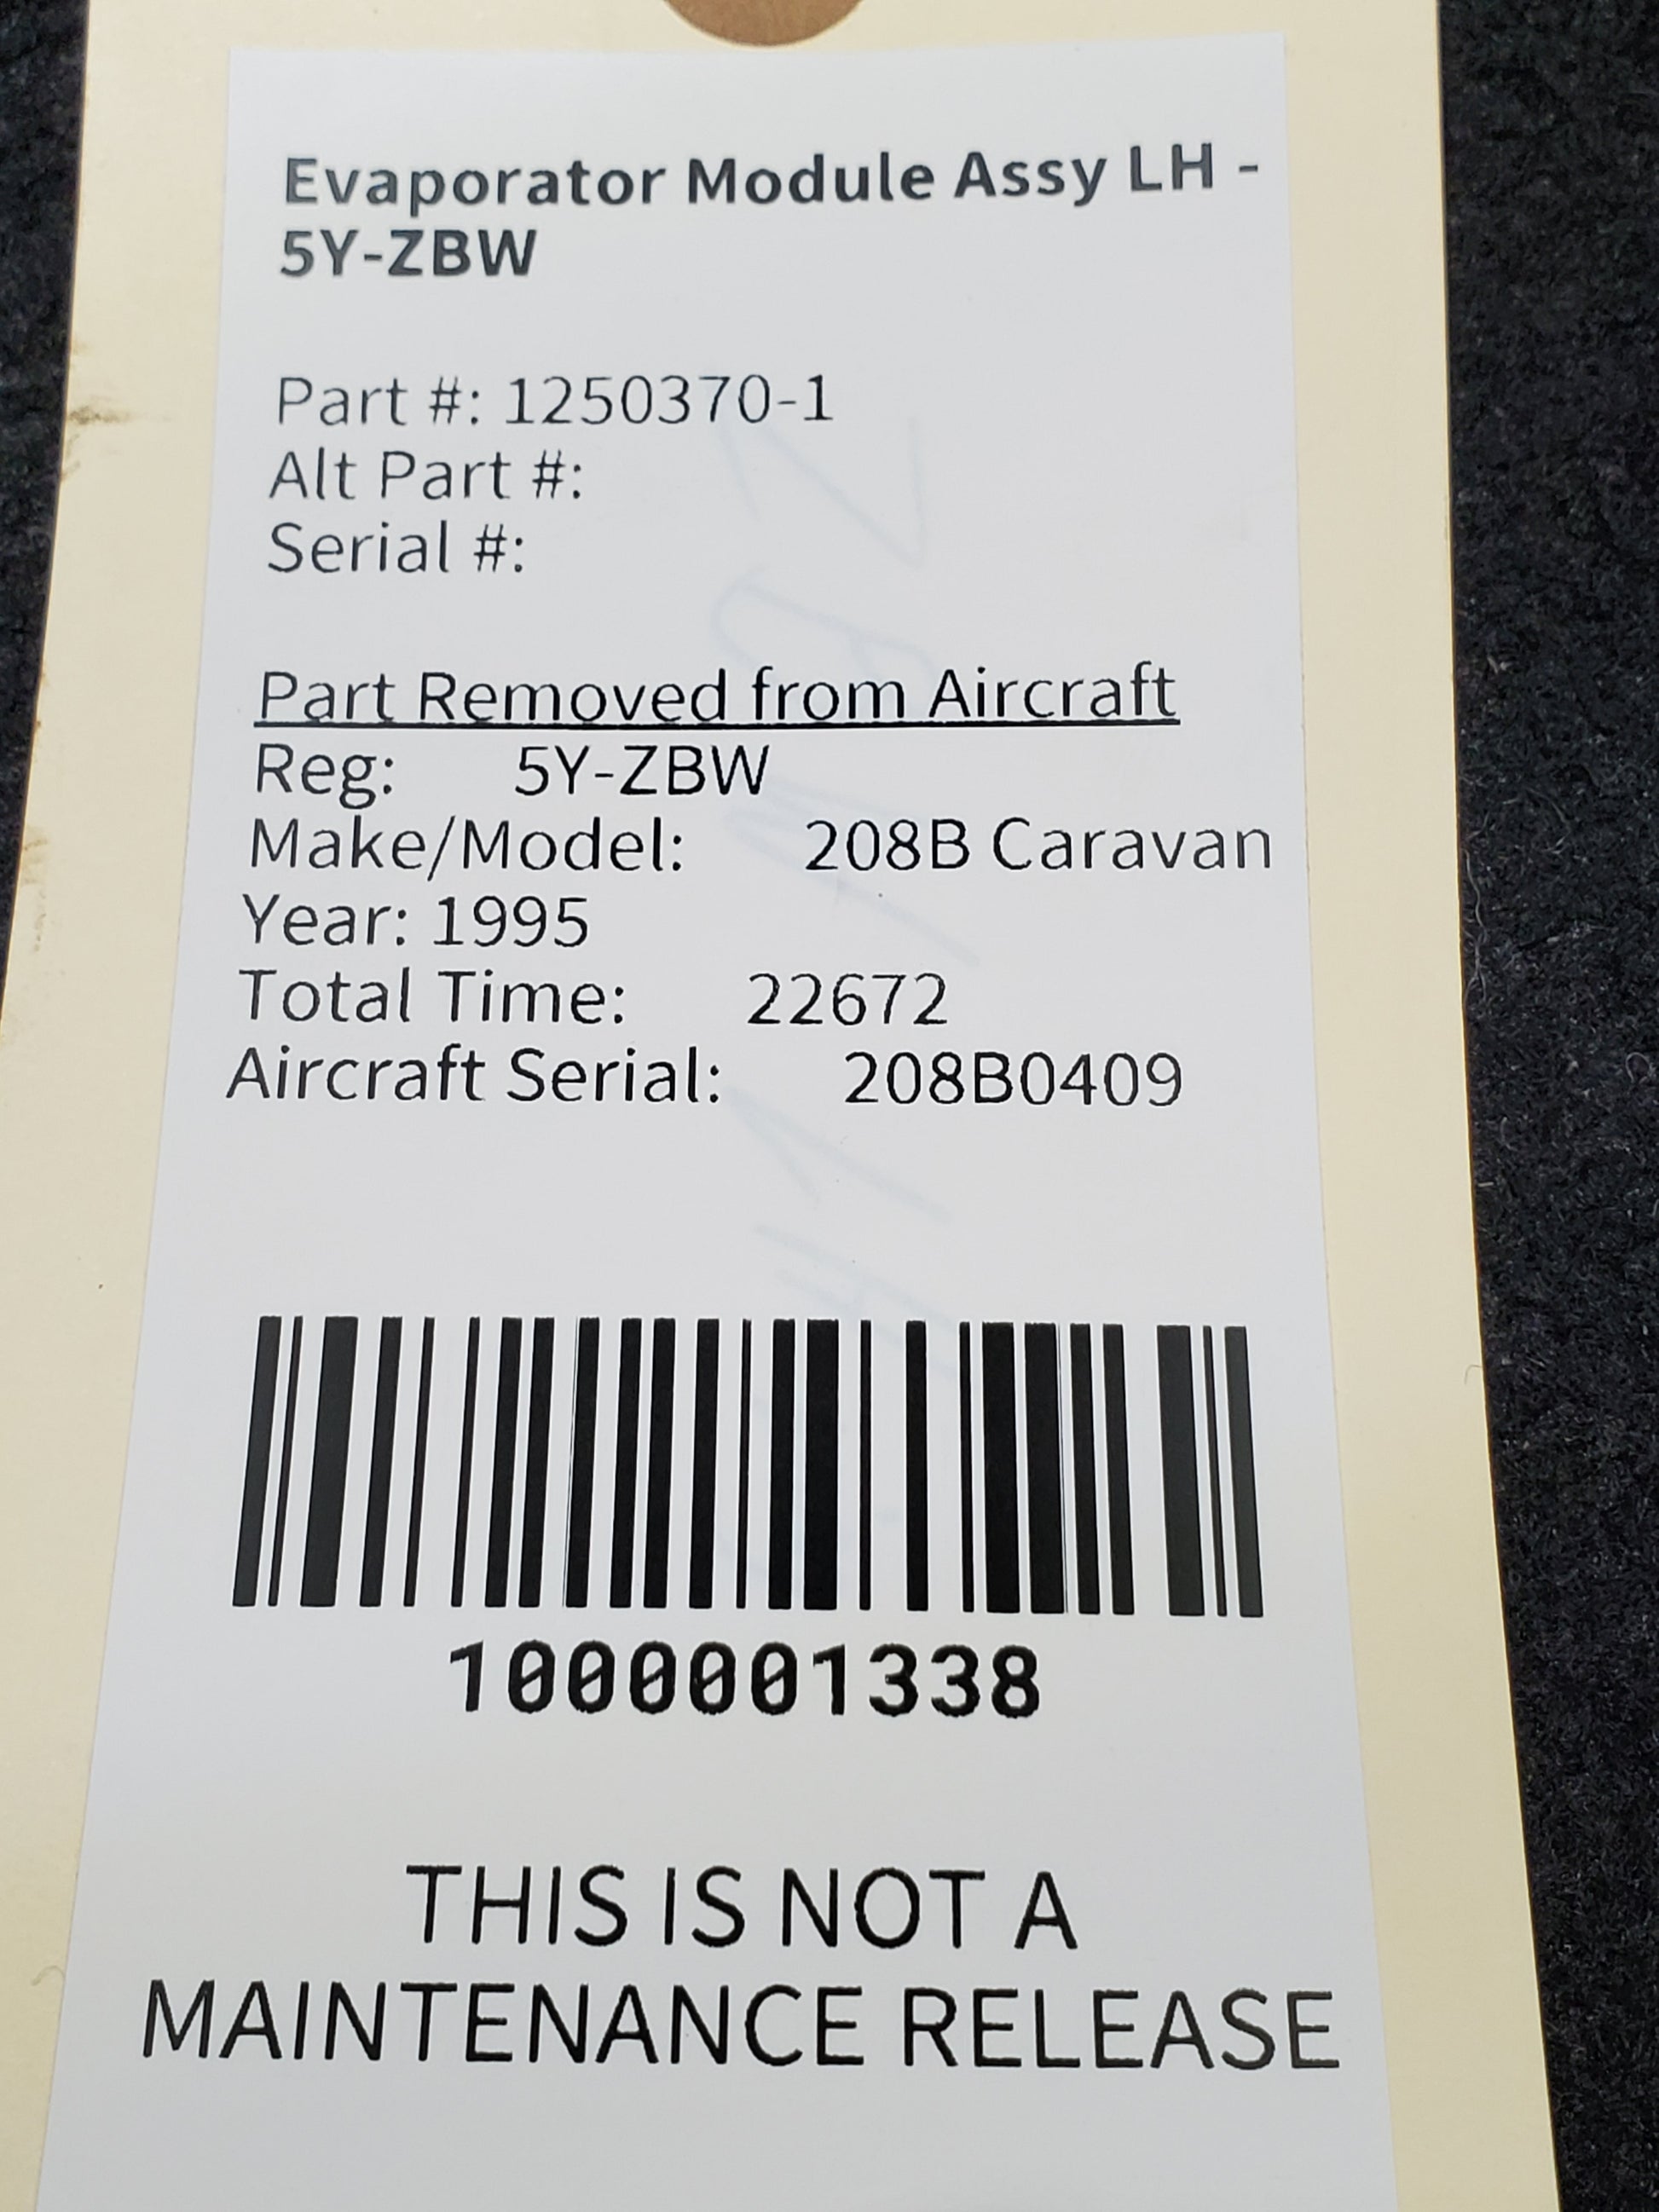 Evaporator Module Assy LH -
5Y-ZBW
Part #: 1250370-1
Alt Part #:
Serial #:
Part Removed from Aircraft
Reg: 5Y-ZBW
Make/Model: 208B Caravan
Year: 1995
Total Time: 22672
Aircraft Serial: 208B0409
1000001338
THIS IS NOT A
MAINTENANCE RELEASE